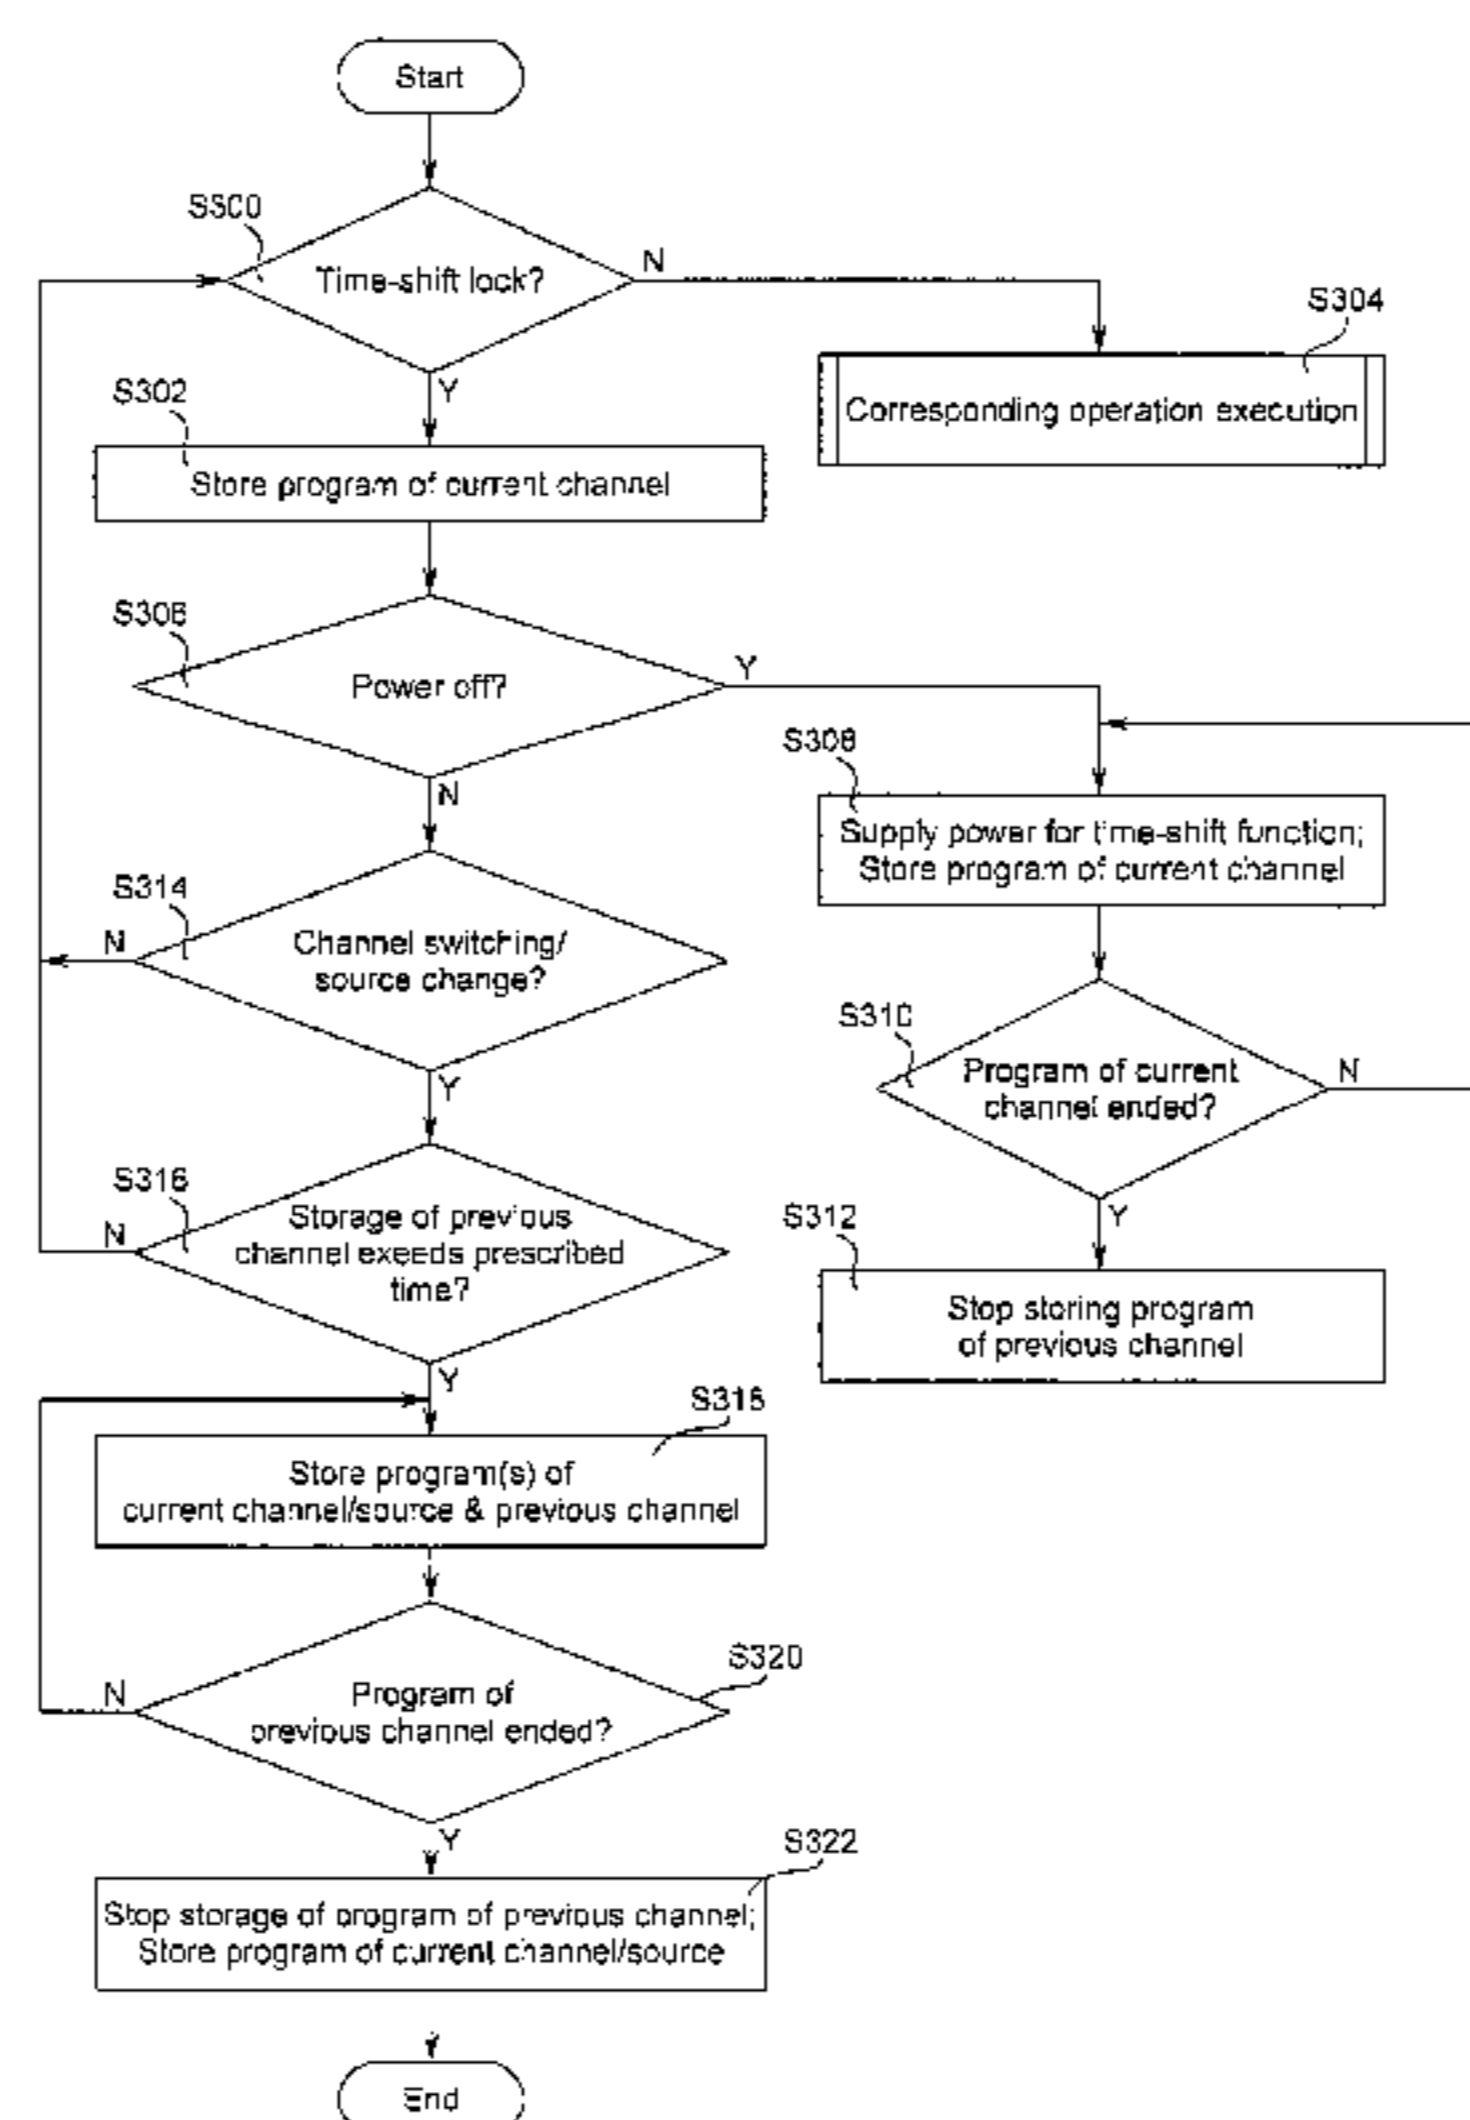 Start
S300
Time-shift lock?
N
S304
Y
Corresponding operation execution
S302
Store program of current channel
S306
Power off?
Y
N
S308
Supply power for time-shift function;
Store program of current channel
S314
N
Channel switching/
source change?
Y
S310
Program of current
channel ended?
N
Y
S316
N
Storage of previous
channel exeeds prescribed
time?
Y
S312
Stop storing program
of previous channel
S318
Store program(s) of
current channel/source & previous channel
S320
N
Program of
previous channel ended?
Y
S322
Stop storage of program of previous channel;
Store program of current channel/source
End